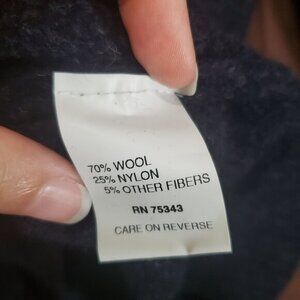 70% WOOL
25% NYLON
5% OTHER FIBERS
RN 75343
CARE ON REVERSE